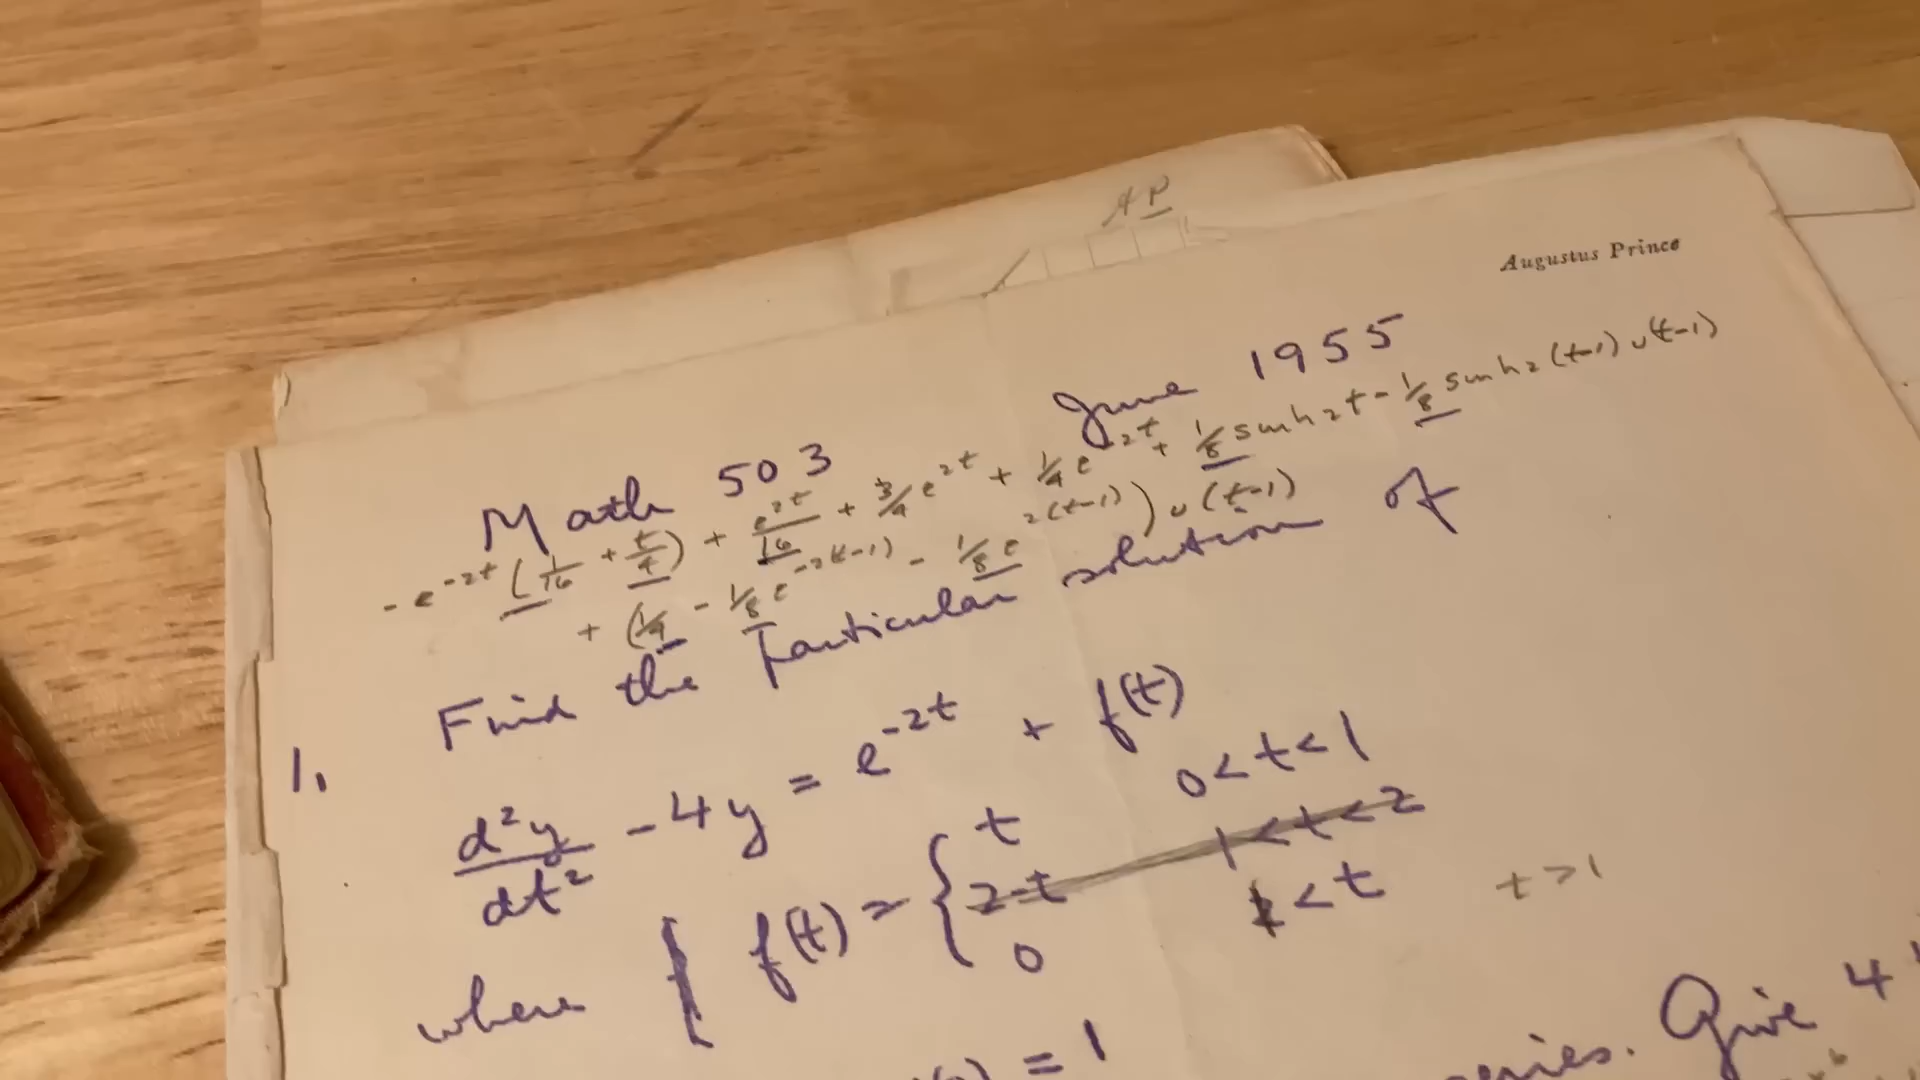 AP
Augustus Prince
Math 503 June 1955
- e^-2t (1/16 + t/4) + e^2t/16 + 3/4 e^2t + 1/4 e^-2t + 1/8 sinh 2t - 1/8 sinh 2(t-1) u(t-1)
+ (1/4 - 1/8 e^-2(t-1) - 1/8 e^2(t-1)) u(t-1)
1. Find the particular solution of
d²y/dt² - 4y = e^-2t + f(t)
where { f(t) = { t 0<t<1
2-t 1<t<2
0 1<t t>1
(0) = 1
series. Give 4